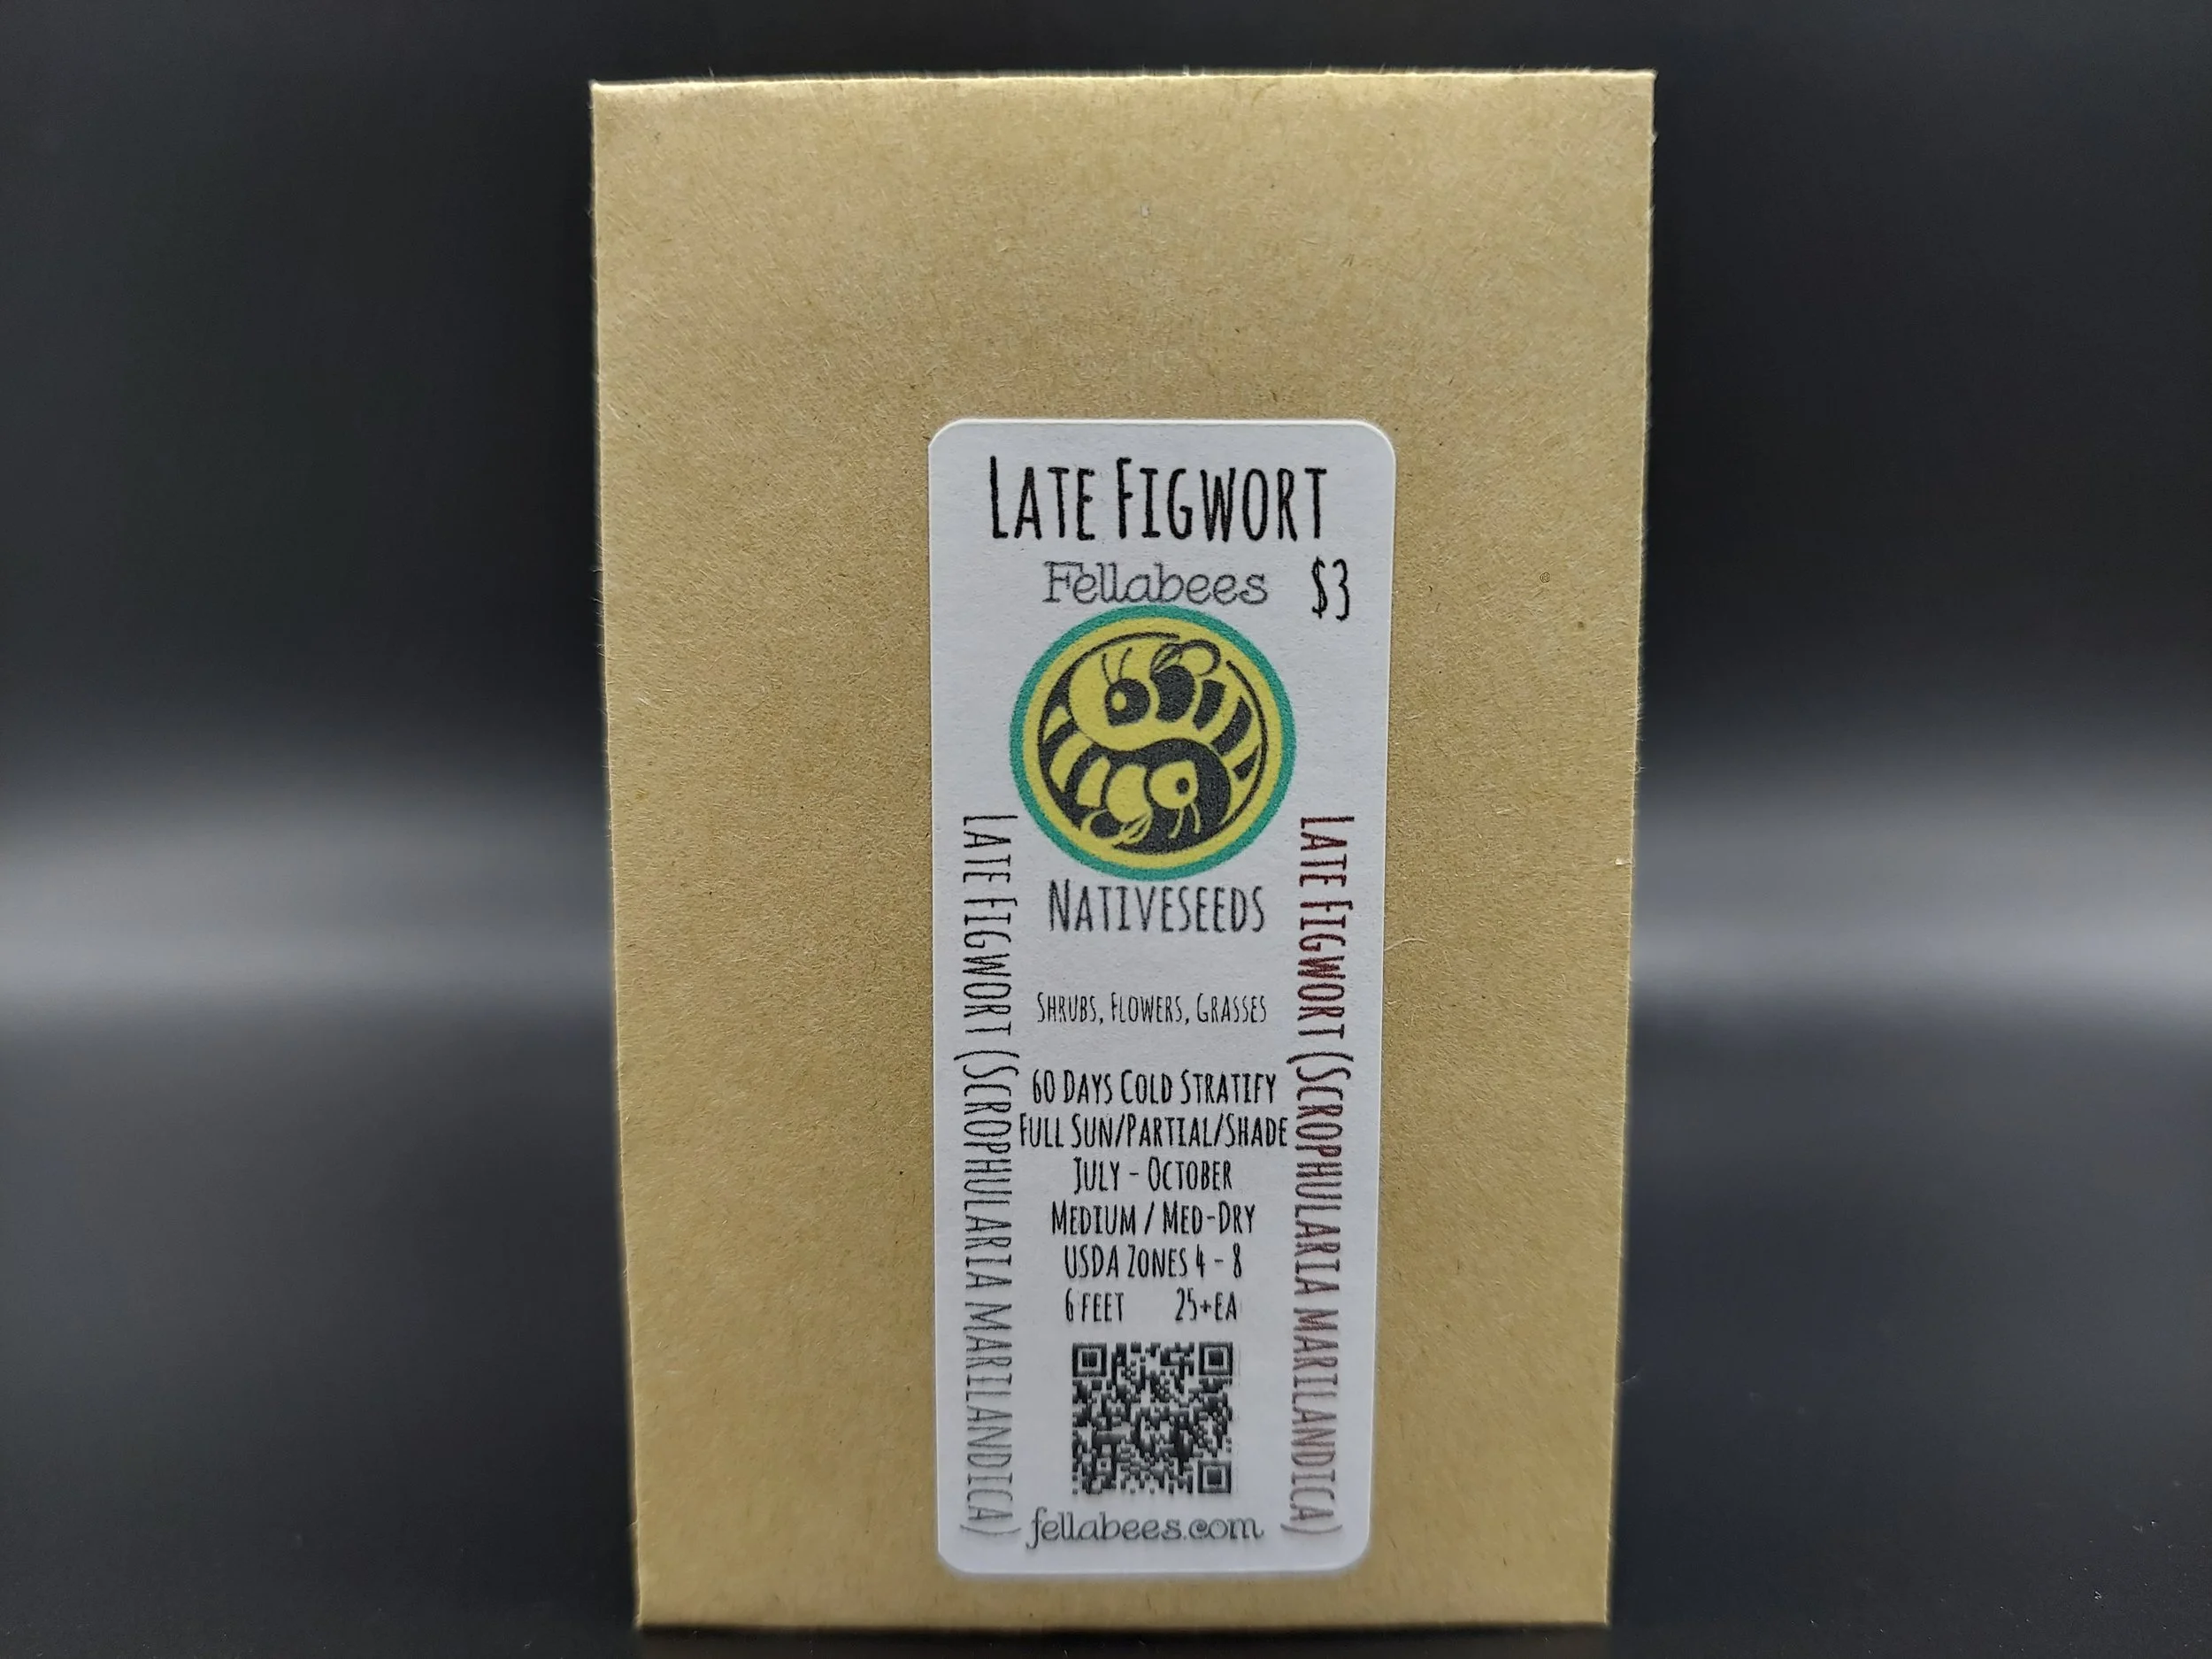 Late Figwort
Fellabees
$3
Nativeseeds
Shrubs, Flowers, Grasses
60 Days Cold Stratify
Full Sun/Partial/Shade
July - October
Medium / Med-Dry
USDA Zones 4 - 8
6 feet 25+ea
fellabees.com
Late Figwort (Scrophularia marilandica)
Late Figwort (Scrophularia marilandica)